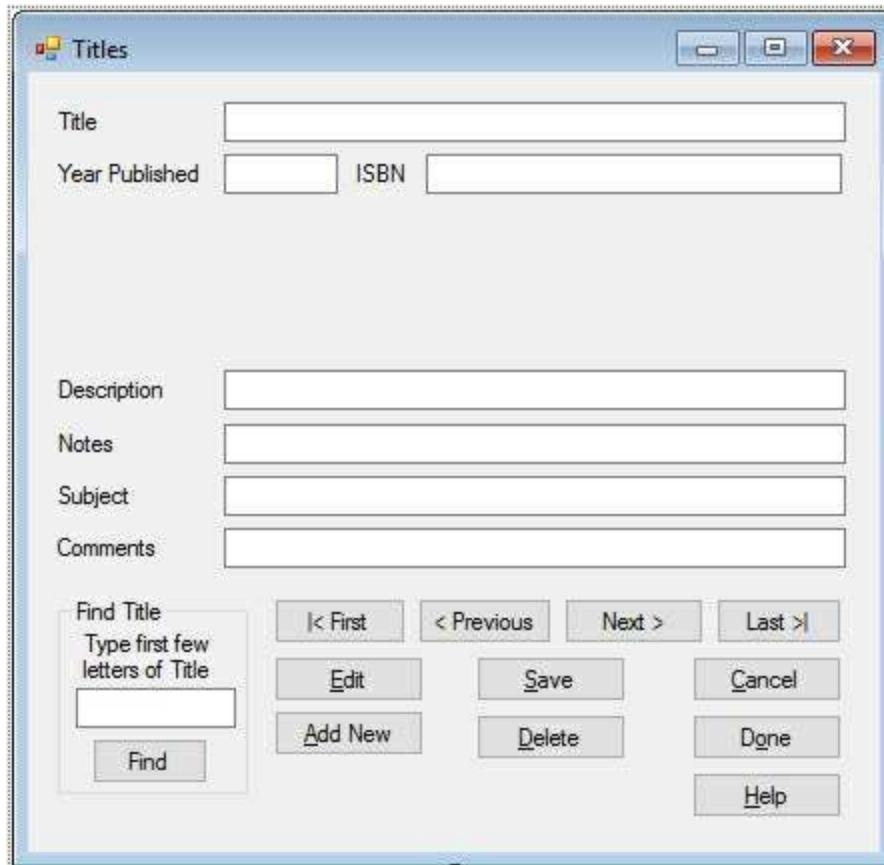 Titles
Title
Year Published ISBN
Description
Notes
Subject
Comments
Find Title
Type first few
letters of Title
Find
|< First < Previous Next > Last >|
Edit Save Cancel
Add New Delete Done
Help